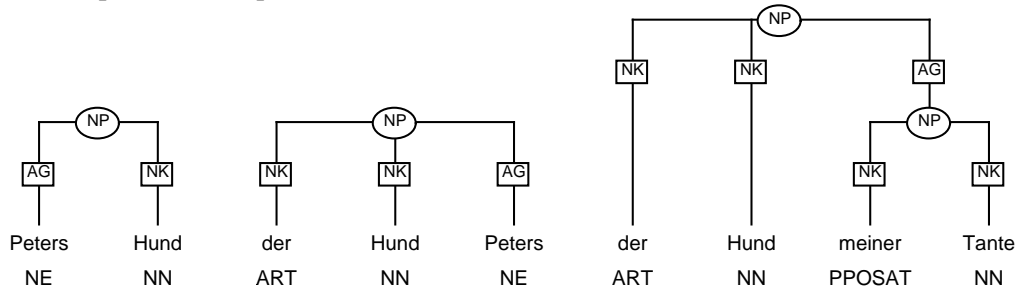 NP
NK NK AG
NP NP NP
AG NK NK NK AG NK NK
Peters Hund der Hund Peters der Hund meiner Tante
NE NN ART NN NE ART NN PPOSAT NN